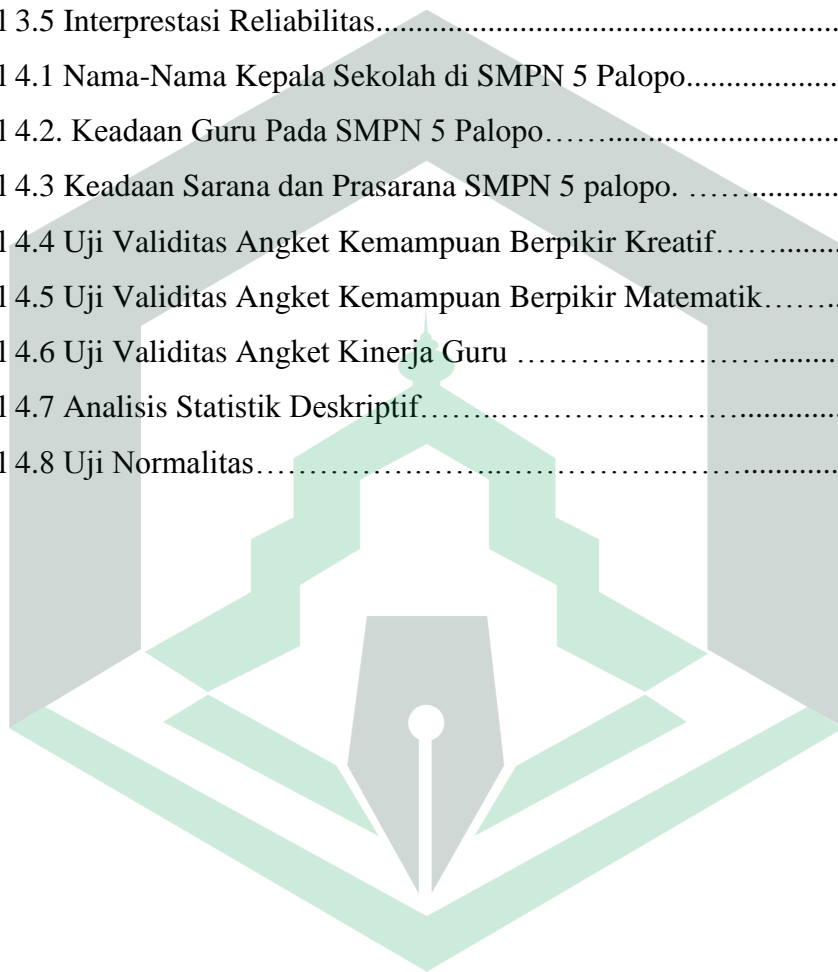 l 3.5 Interprestasi Reliabilitas.....................................................................
l 4.1 Nama-Nama Kepala Sekolah di SMPN 5 Palopo....................
l 4.2. Keadaan Guru Pada SMPN 5 Palopo…….................................
l 4.3 Keadaan Sarana dan Prasarana SMPN 5 palopo. ……............
l 4.4 Uji Validitas Angket Kemampuan Berpikir Kreatif…….......
l 4.5 Uji Validitas Angket Kemampuan Berpikir Matematik……..
l 4.6 Uji Validitas Angket Kinerja Guru ……………………........
l 4.7 Analisis Statistik Deskriptif……..……………….……............
l 4.8 Uji Normalitas…………….……..……………….……............